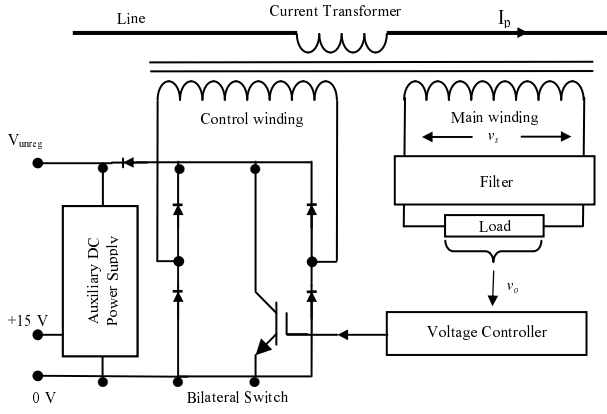 Line
Current Transformer
Ip
Control winding
Main winding
vs
Vunreg
Filter
Load
Auxiliary DC
Power Supply
vo
+15 V
Voltage Controller
0 V
Bilateral Switch